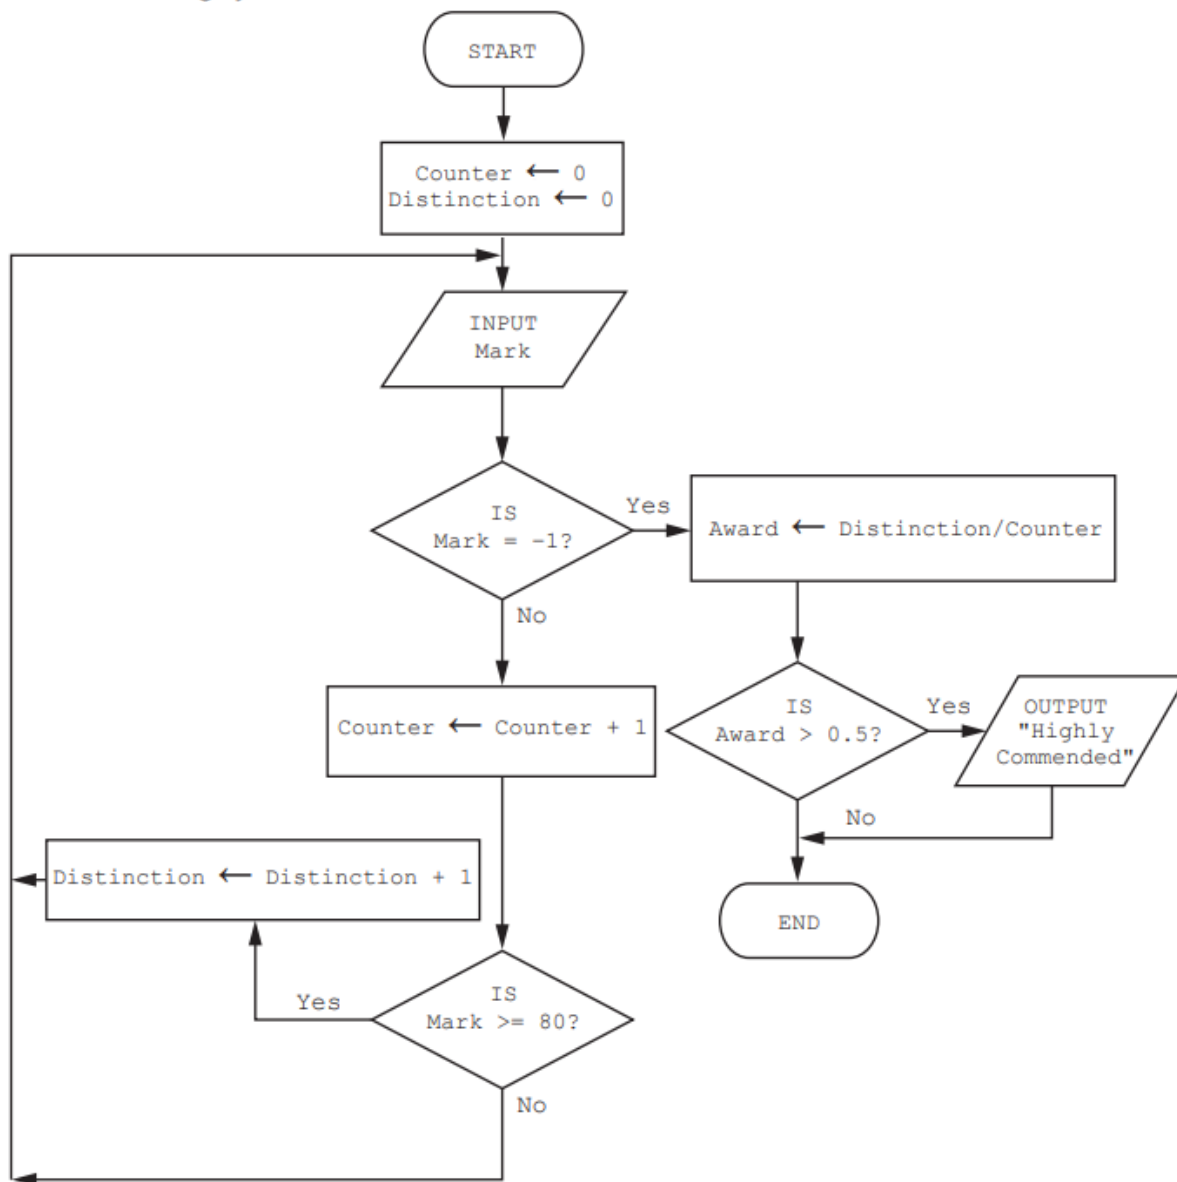 START
Counter ← 0
Distinction ← 0
INPUT
Mark
IS
Mark = -1?
Yes
Award ← Distinction/Counter
No
Counter ← Counter + 1
IS
Award > 0.5?
Yes
OUTPUT
"Highly
Commended"
No
Distinction ← Distinction + 1
END
IS
Mark >= 80?
Yes
No